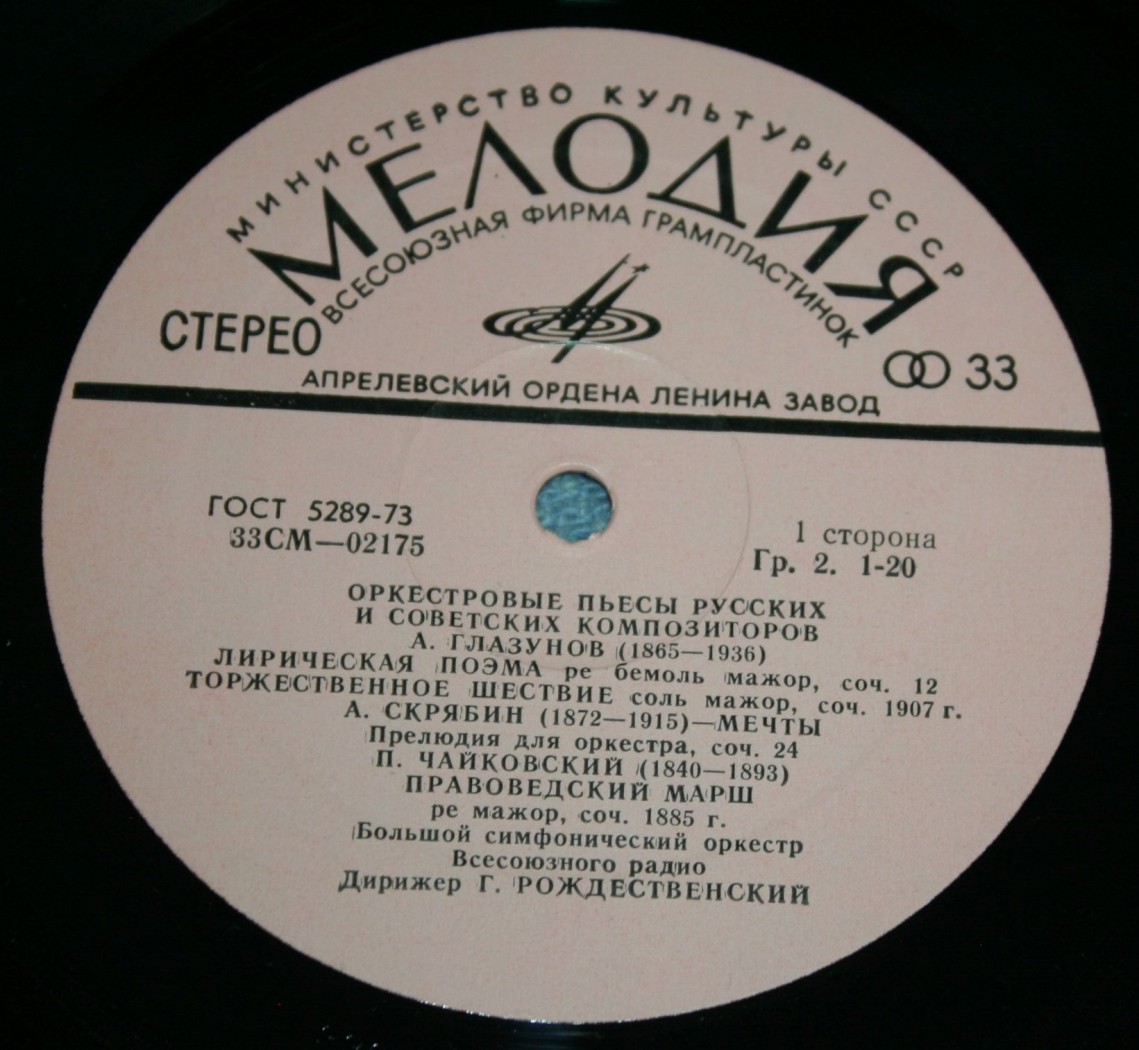 МИНИСТЕРСТВО КУЛЬТУРЫ СССР
МЕЛОДИЯ
ВСЕСОЮЗНАЯ ФИРМА ГРАМПЛАСТИНОК
СТЕРЕО
33
АПРЕЛЕВСКИЙ ОРДЕНА ЛЕНИНА ЗАВОД
ГОСТ 5289-73
33СМ—02175
1 сторона
Гр. 2. 1-20
ОРКЕСТРОВЫЕ ПЬЕСЫ РУССКИХ
И СОВЕТСКИХ КОМПОЗИТОРОВ
А. ГЛАЗУНОВ (1865—1936)
ЛИРИЧЕСКАЯ ПОЭМА ре бемоль мажор, соч. 12
ТОРЖЕСТВЕННОЕ ШЕСТВИЕ соль мажор, соч. 1907 г.
А. СКРЯБИН (1872—1915)—МЕЧТЫ
Прелюдия для оркестра, соч. 24
П. ЧАЙКОВСКИЙ (1840—1893)
ПРАВОВЕДСКИЙ МАРШ
ре мажор, соч. 1885 г.
Большой симфонический оркестр
Всесоюзного радио
Дирижер Г. РОЖДЕСТВЕНСКИЙ